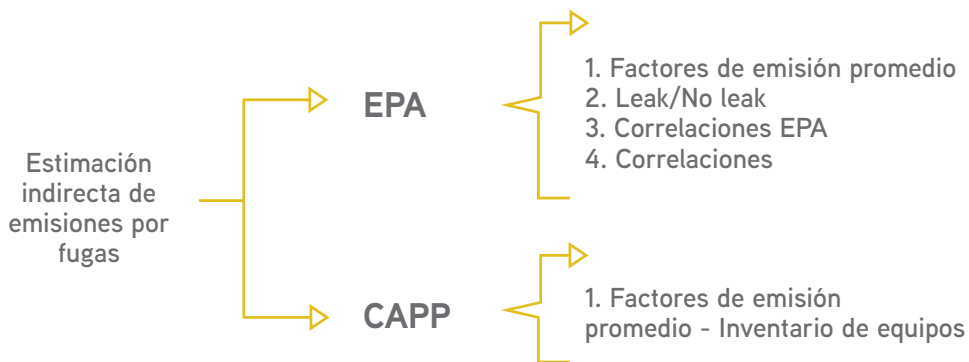 Estimación
indirecta de
emisiones por
fugas
EPA
1. Factores de emisión promedio
2. Leak/No leak
3. Correlaciones EPA
4. Correlaciones
CAPP
1. Factores de emisión
promedio - Inventario de equipos